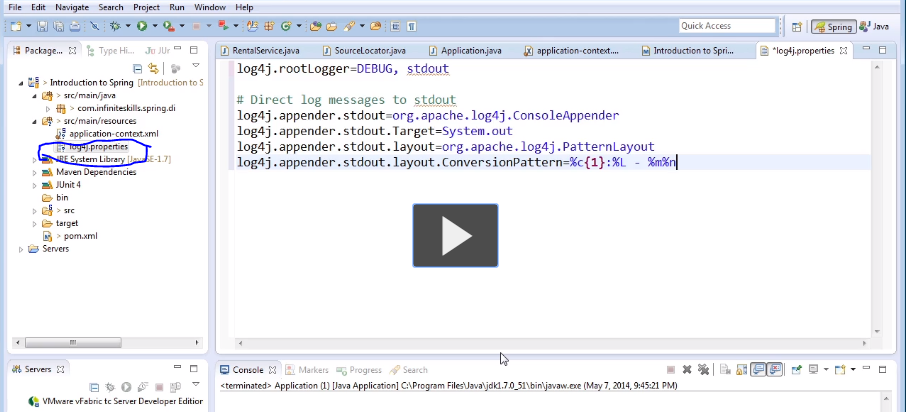 File Edit Navigate Search Project Run Window Help
Quick Access
Spring
Java
Package...
Type Hi...
JUr
Introduction to Spring [Introduction to S
> src/main/java
> com.infiniteskills.spring.di
> src/main/resources
application-context.xml
log4j.properties
JRE System Library [JavaSE-1.7]
Maven Dependencies
JUnit 4
bin
> src
target
> pom.xml
Servers
RentalService.java
SourceLocator.java
Application.java
application-context....
Introduction to Spri...
*log4j.properties
log4j.rootLogger=DEBUG, stdout
# Direct log messages to stdout
log4j.appender.stdout=org.apache.log4j.ConsoleAppender
log4j.appender.stdout.Target=System.out
log4j.appender.stdout.layout=org.apache.log4j.PatternLayout
log4j.appender.stdout.layout.ConversionPattern=%c{1}:%L - %m%n
Servers
VMware vFabric tc Server Developer Edition
Console
Markers
Progress
Search
<terminated> Application (1) [Java Application] C:\Program Files\Java\jdk1.7.0_51\bin\javaw.exe (May 7, 2014, 9:45:21 PM)